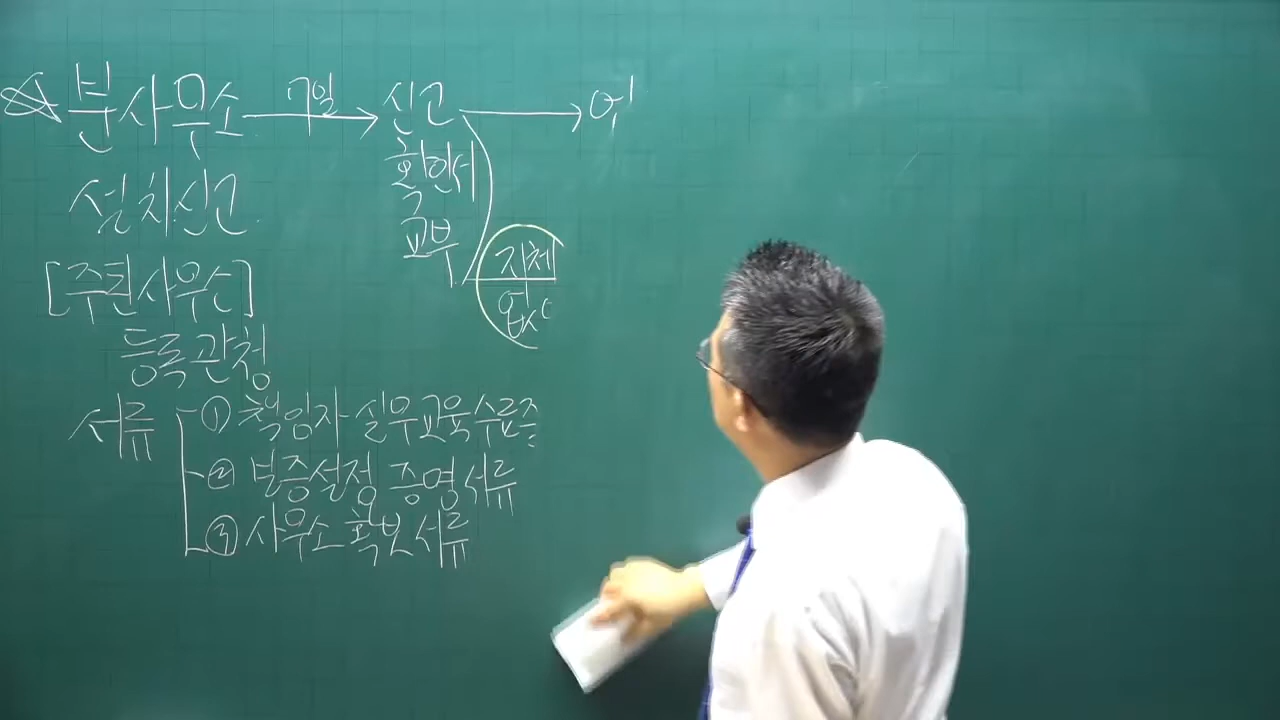 ☆ 분사무소 7일 → 신고 →
설치신고
확인서
교부
[주된사무소]
등록관청
지체
없이
서류 ① 책임자 실무교육수료증
② 보증설정 증명서류
③ 사무소 확보서류